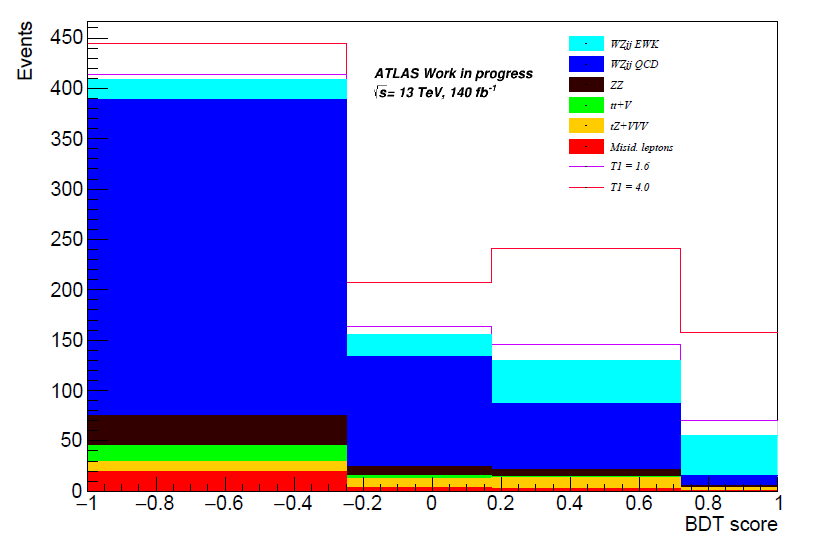 Events
450
400
350
300
250
200
150
100
50
0
ATLAS Work in progress
√s= 13 TeV, 140 fb⁻¹
WZjj EWK
WZjj QCD
ZZ
tt+V
tZ+VVV
Misid. leptons
T1 = 1.6
T1 = 4.0
−1 −0.8 −0.6 −0.4 −0.2 0 0.2 0.4 0.6 0.8 1
BDT score